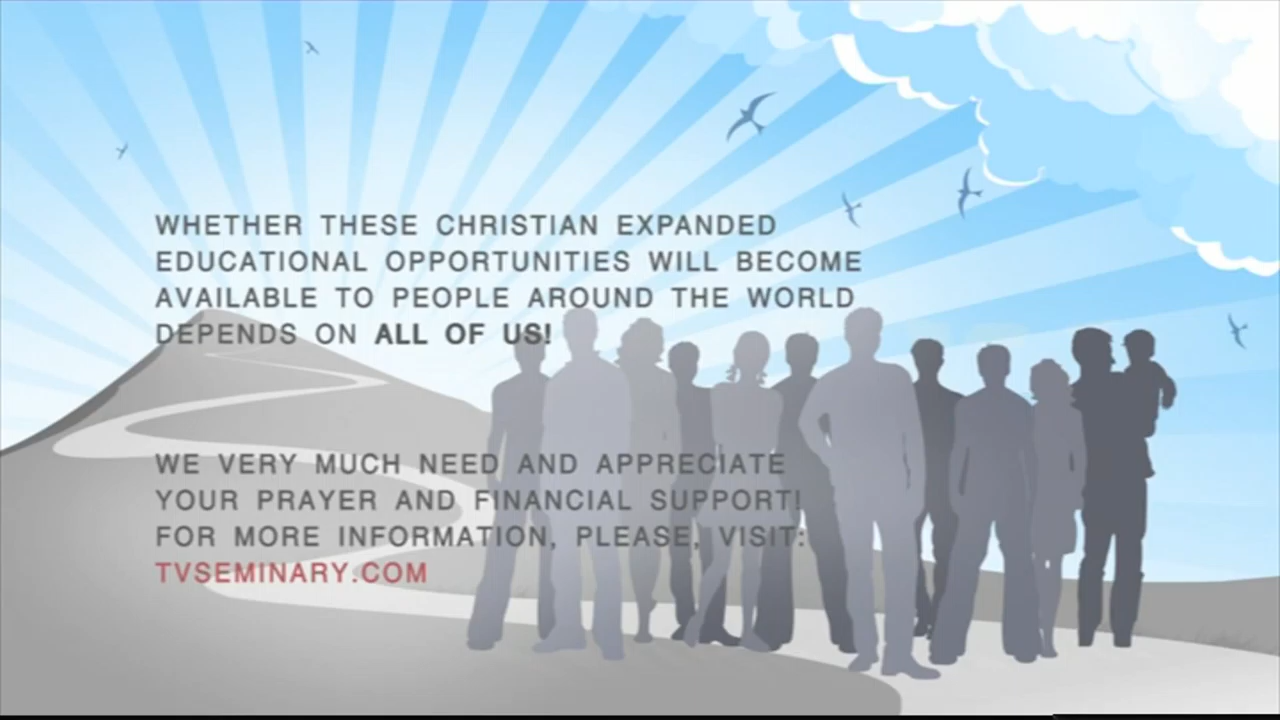 WHETHER THESE CHRISTIAN EXPANDED
EDUCATIONAL OPPORTUNITIES WILL BECOME
AVAILABLE TO PEOPLE AROUND THE WORLD
DEPENDS ON ALL OF US!
WE VERY MUCH NEED AND APPRECIATE
YOUR PRAYER AND FINANCIAL SUPPORT!
FOR MORE INFORMATION, PLEASE, VISIT:
TVSEMINARY.COM